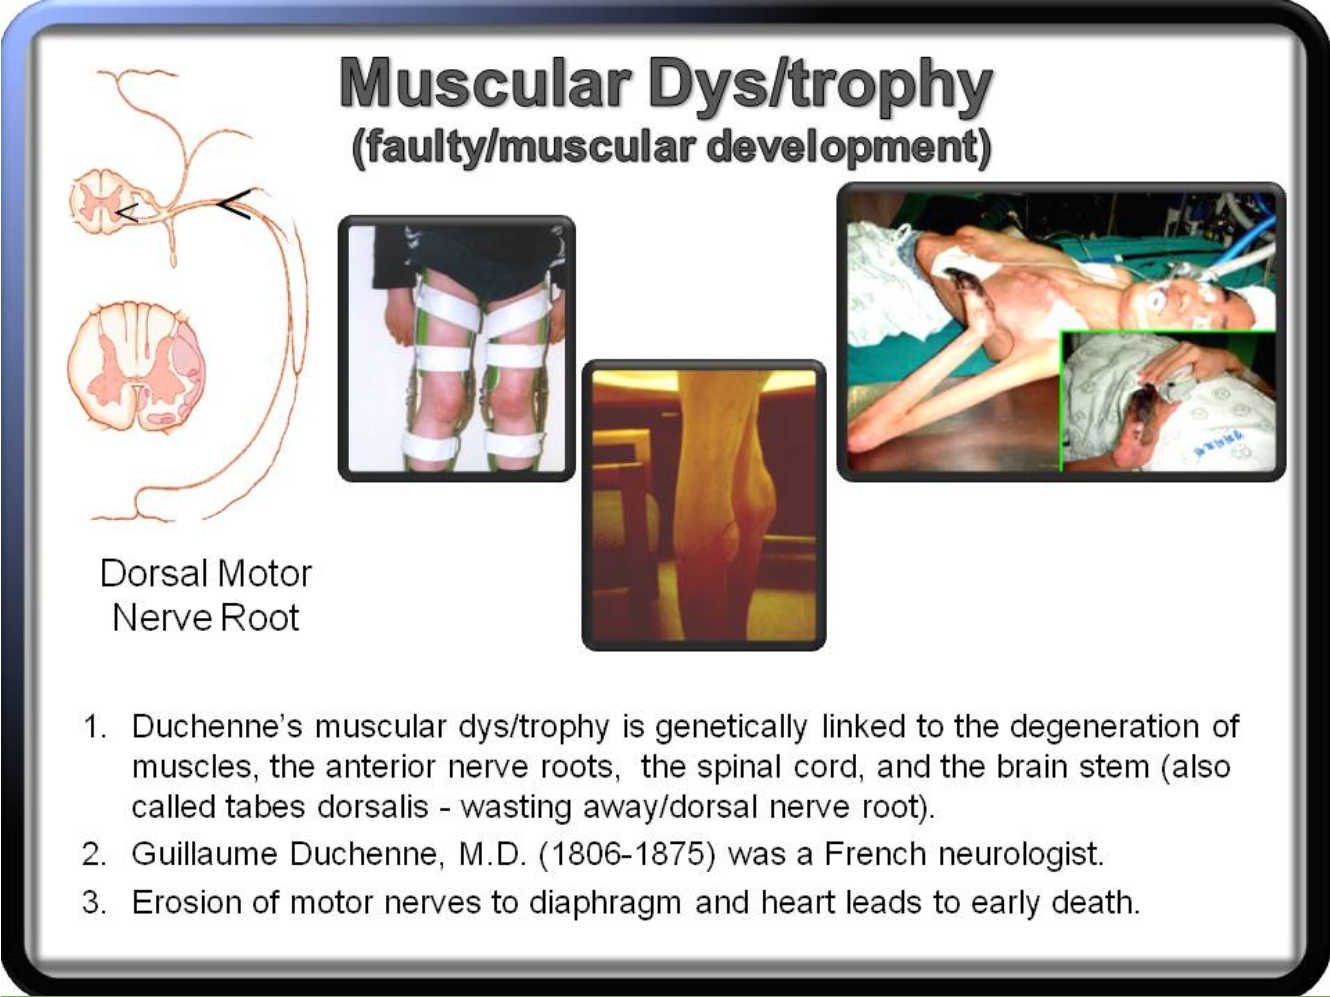 Muscular Dys/trophy
(faulty/muscular development)
Dorsal Motor
Nerve Root
1. Duchenne’s muscular dys/trophy is genetically linked to the degeneration of
muscles, the anterior nerve roots, the spinal cord, and the brain stem (also
called tabes dorsalis - wasting away/dorsal nerve root).
2. Guillaume Duchenne, M.D. (1806-1875) was a French neurologist.
3. Erosion of motor nerves to diaphragm and heart leads to early death.